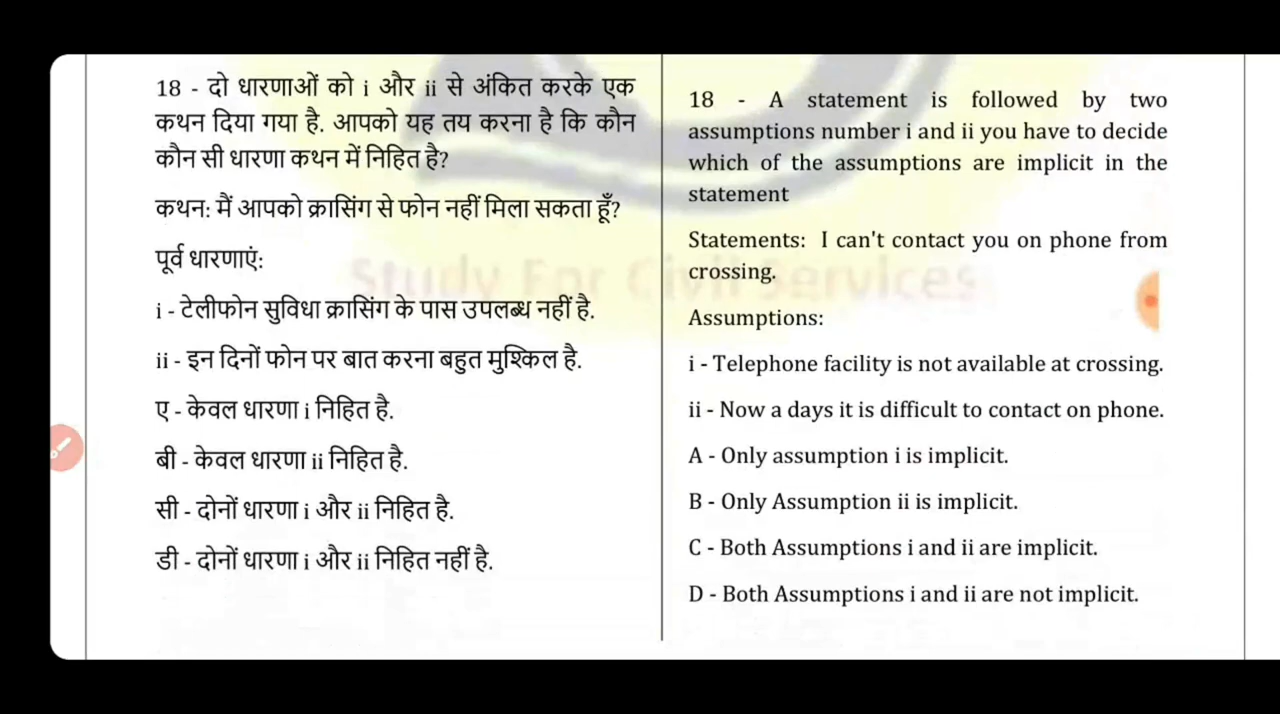 18 - दो धारणाओं को i और ii से अंकित करके एक
कथन दिया गया है. आपको यह तय करना है कि कौन
कौन सी धारणा कथन में निहित है?
कथन: मैं आपको क्रासिंग से फोन नहीं मिला सकता हूँ?
पूर्व धारणाएं:
i - टेलीफोन सुविधा क्रासिंग के पास उपलब्ध नहीं है.
ii - इन दिनों फोन पर बात करना बहुत मुश्किल है.
ए - केवल धारणा i निहित है.
बी - केवल धारणा ii निहित है.
सी - दोनों धारणा i और ii निहित है.
डी - दोनों धारणा i और ii निहित नहीं है.
18 - A statement is followed by two
assumptions number i and ii you have to decide
which of the assumptions are implicit in the
statement
Statements: I can't contact you on phone from
crossing.
Assumptions:
i - Telephone facility is not available at crossing.
ii - Now a days it is difficult to contact on phone.
A - Only assumption i is implicit.
B - Only Assumption ii is implicit.
C - Both Assumptions i and ii are implicit.
D - Both Assumptions i and ii are not implicit.
Study For Civil Services